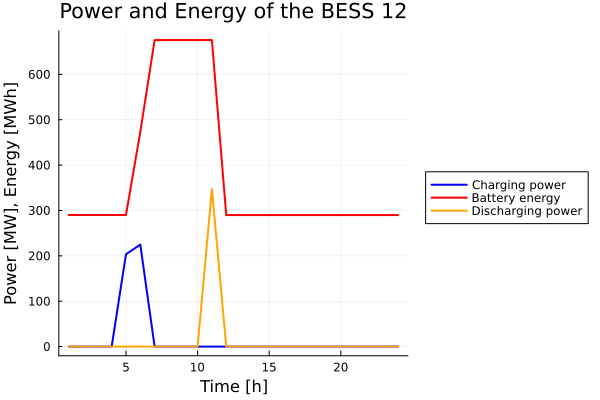 Power and Energy of the BESS 12
Power [MW], Energy [MWh]
600
500
400
300
200
100
0
5
10
15
20
Time [h]
Charging power
Battery energy
Discharging power